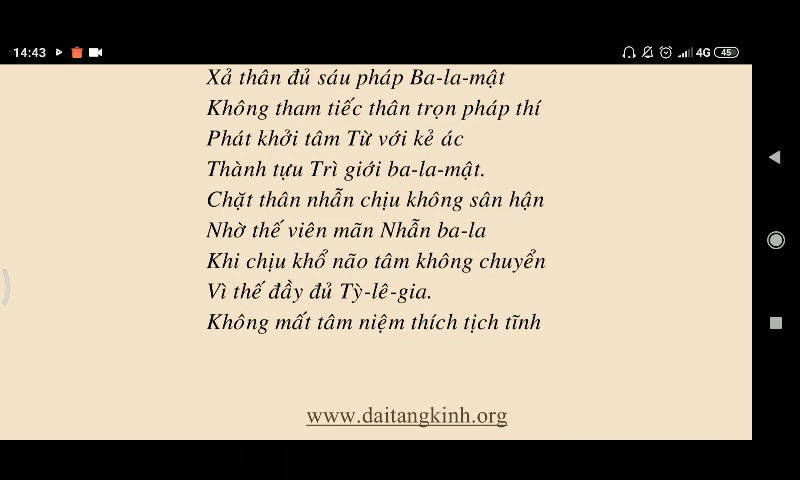 14:43
4G 45
Xả thân đủ sáu pháp Ba-la-mật
Không tham tiếc thân trọn pháp thí
Phát khởi tâm Từ với kẻ ác
Thành tựu Trì giới ba-la-mật.
Chặt thân nhẫn chịu không sân hận
Nhờ thế viên mãn Nhẫn ba-la
Khi chịu khổ não tâm không chuyển
Vì thế đầy đủ Tỳ-lê-gia.
Không mất tâm niệm thích tịch tĩnh
www.daitangkinh.org